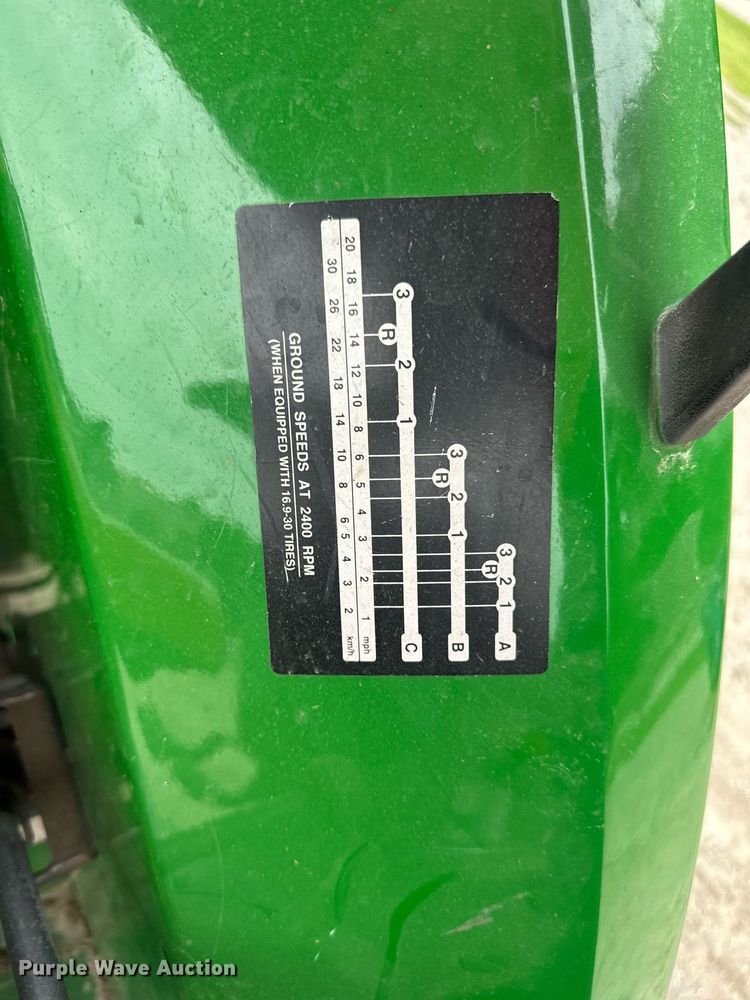 3 2 1 A
R
3 2 1 B
R
3 2 1 C
R
20 18 16 14 12 10 8 6 5 4 3 2 1 mph
30 26 22 18 14 10 8 6 5 4 3 2 km/h
GROUND SPEEDS AT 2400 RPM
(WHEN EQUIPPED WITH 16.9-30 TIRES)
Purple Wave Auction